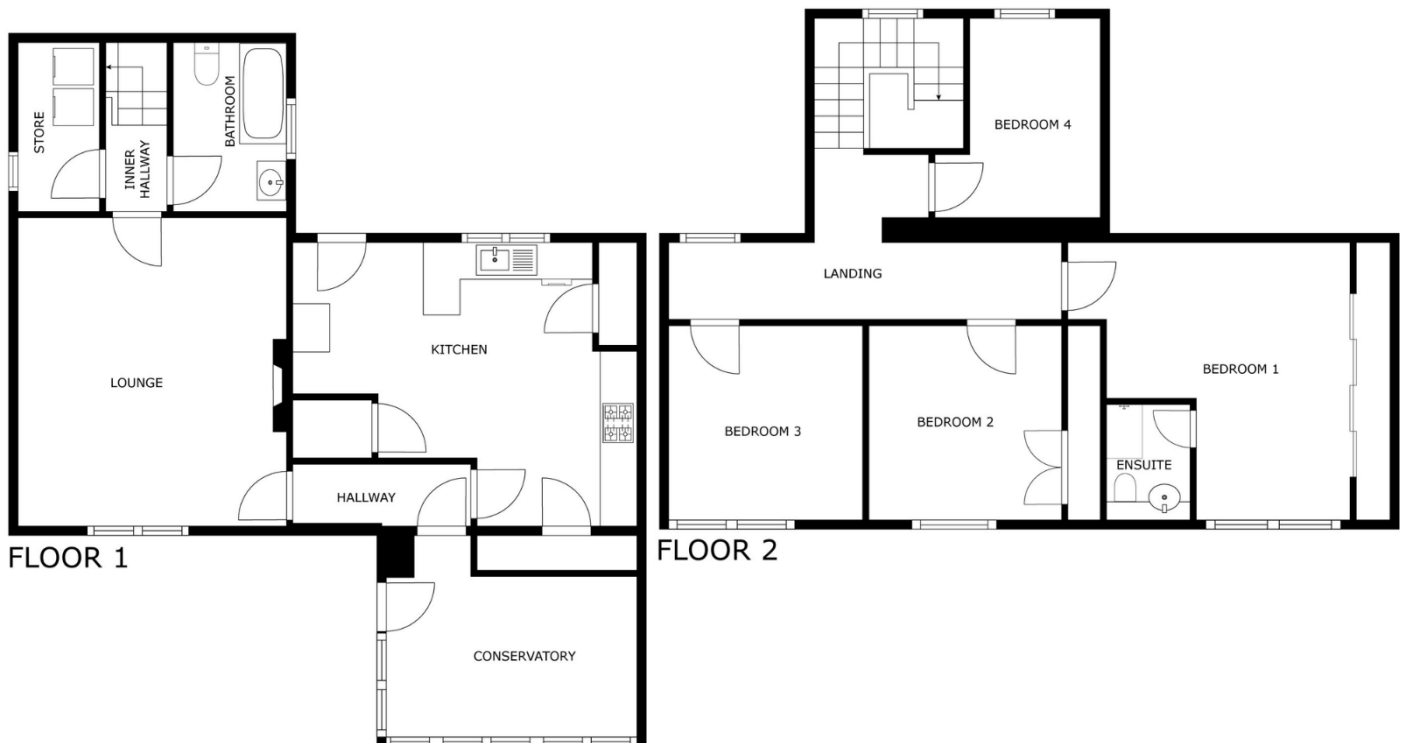 STORE
INNER
HALLWAY
BATHROOM
LOUNGE
KITCHEN
HALLWAY
FLOOR 1
CONSERVATORY
BEDROOM 4
LANDING
BEDROOM 1
BEDROOM 3
BEDROOM 2
ENSUITE
FLOOR 2